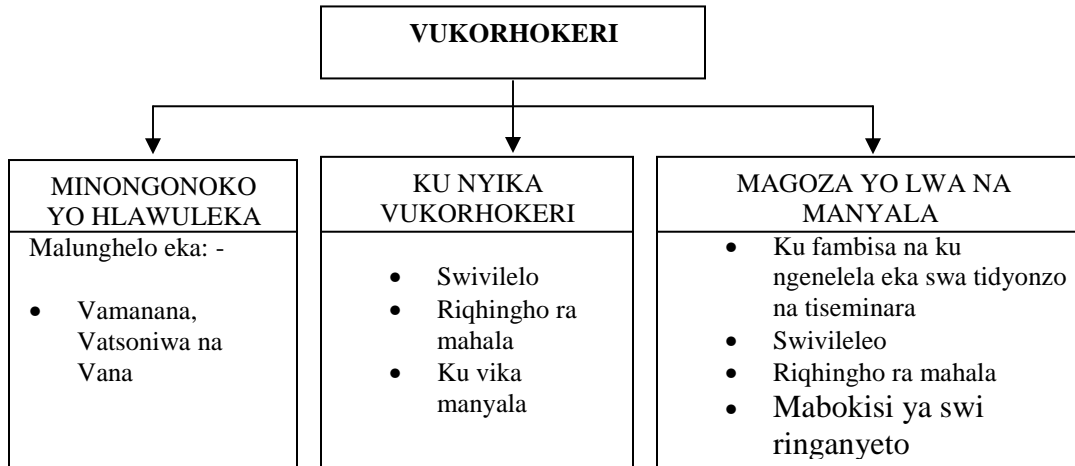 VUKORHOKERI
MINONGONOKO
YO HLAWULEKA
Malunghelo eka: -
• Vamanana,
Vatsoniwa na
Vana
KU NYIKA
VUKORHOKERI
• Swivilelo
• Riqhingho ra
mahala
• Ku vika
manyala
MAGOZA YO LWA NA
MANYALA
• Ku fambisa na ku
ngenelela eka swa tidyonzo
na tiseminara
• Swivileleo
• Riqhingho ra mahala
• Mabokisi ya swi
ringanyeto